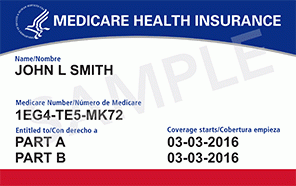 MEDICARE HEALTH INSURANCE
SAMPLE
Name/Nombre
JOHN L SMITH
Medicare Number/Número de Medicare
1EG4-TE5-MK72
Entitled to/Con derecho a Coverage starts/Cobertura empieza
PART A 03-03-2016
PART B 03-03-2016